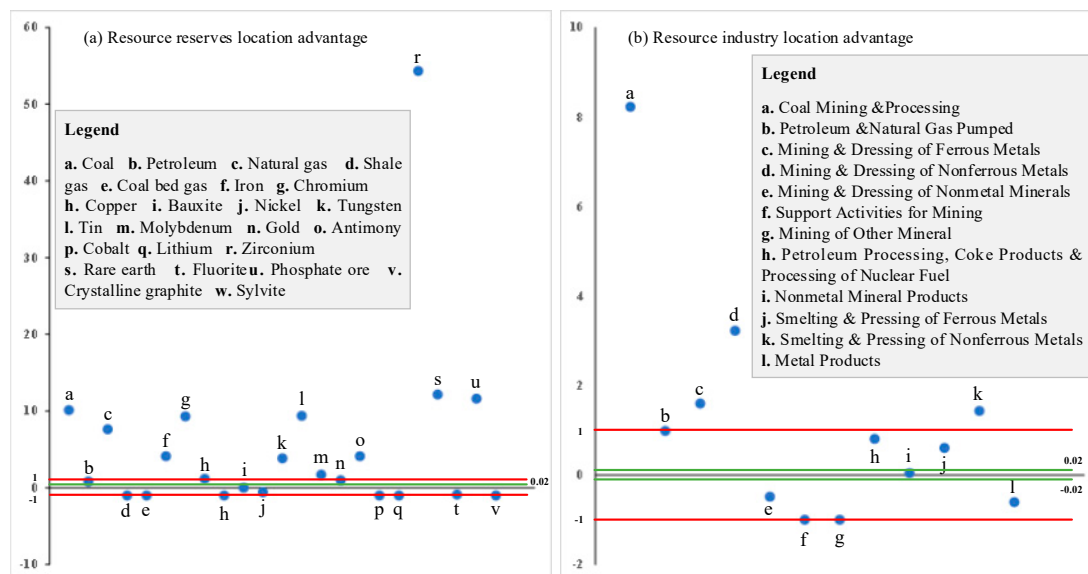 (a) Resource reserves location advantage
60
50
40
30
20
10
1
0
-1
-10
0.02
Legend
a. Coal b. Petroleum c. Natural gas d. Shale
gas e. Coal bed gas f. Iron g. Chromium
h. Copper i. Bauxite j. Nickel k. Tungsten
l. Tin m. Molybdenum n. Gold o. Antimony
p. Cobalt q. Lithium r. Zirconium
s. Rare earth t. Fluoriteu. Phosphate ore v.
Crystalline graphite w. Sylvite
a
b
c
d
e
f
g
h
h
i
j
k
l
m
n
o
p
q
r
s
t
u
v
(b) Resource industry location advantage
8
6
4
2
1
0
-1
-2
0.02
-0.02
Legend
a. Coal Mining &Processing
b. Petroleum &Natural Gas Pumped
c. Mining & Dressing of Ferrous Metals
d. Mining & Dressing of Nonferrous Metals
e. Mining & Dressing of Nonmetal Minerals
f. Support Activities for Mining
g. Mining of Other Mineral
h. Petroleum Processing, Coke Products &
Processing of Nuclear Fuel
i. Nonmetal Mineral Products
j. Smelting & Pressing of Ferrous Metals
k. Smelting & Pressing of Nonferrous Metals
l. Metal Products
a
b
c
d
e
f
g
h
i
j
k
l